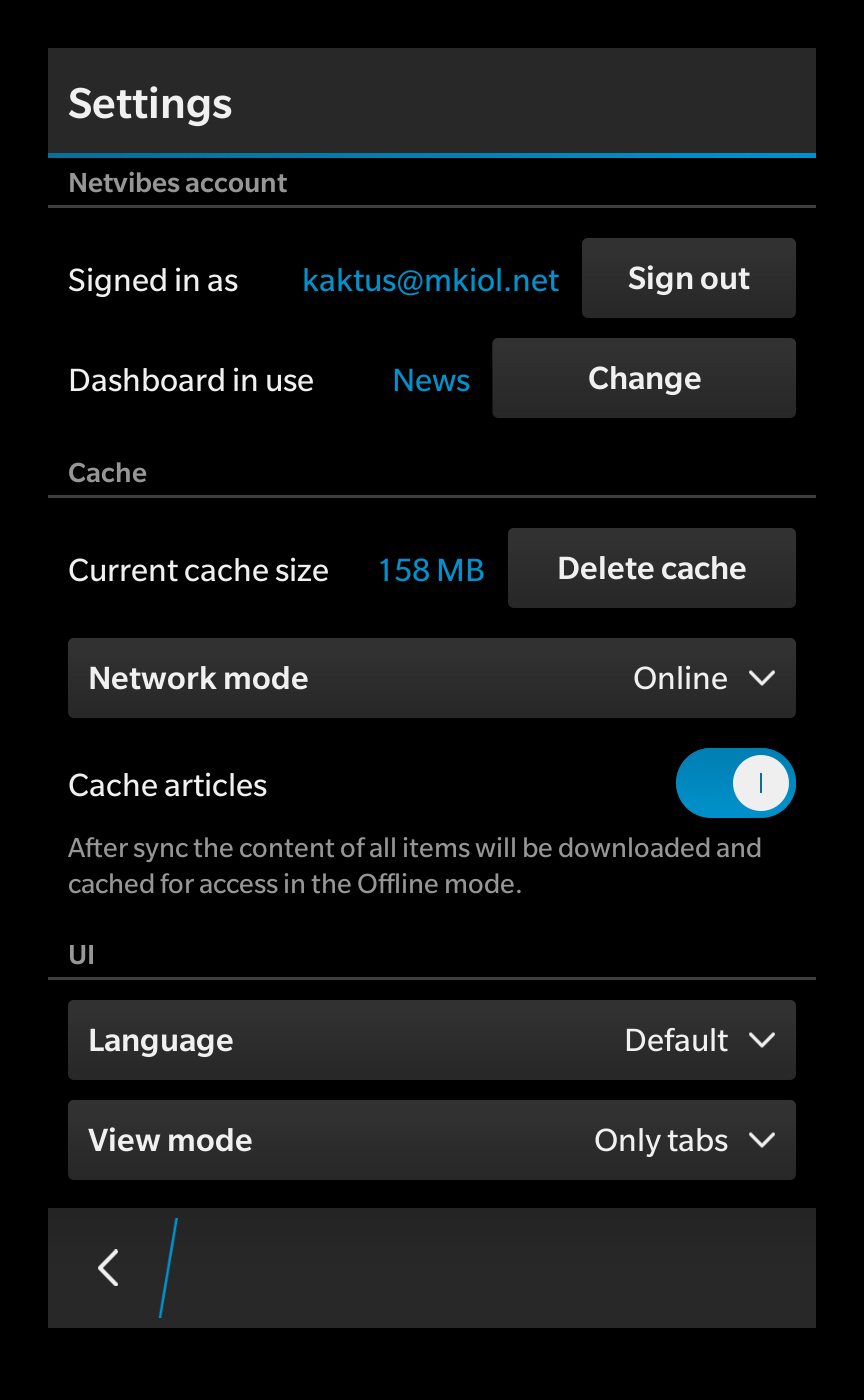 Settings
Netvibes account
Signed in as kaktus@mkiol.net Sign out
Dashboard in use News Change
Cache
Current cache size 158 MB Delete cache
Network mode Online
Cache articles
After sync the content of all items will be downloaded and
cached for access in the Offline mode.
UI
Language Default
View mode Only tabs